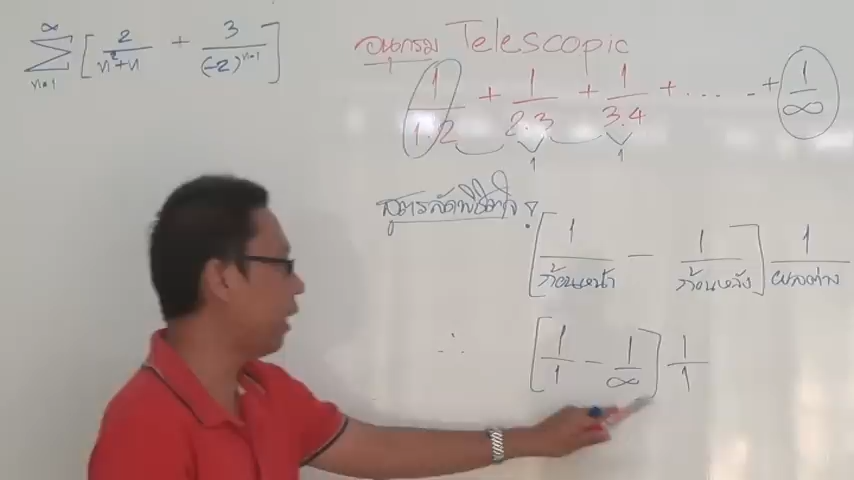 ∞
∑ [ 2/(n²+n) + 3/(-2)ⁿ⁻¹ ]
n=1
อนุกรม Telescopic
1/1.2 + 1/2.3 + 1/3.4 + .... + 1/∞
1 1
สูตรลัดพิชิตใจ !
[ 1/ก้อนหน้า - 1/ก้อนหลัง ] 1/ผลต่าง
∴ [ 1/1 - 1/∞ ] 1/1